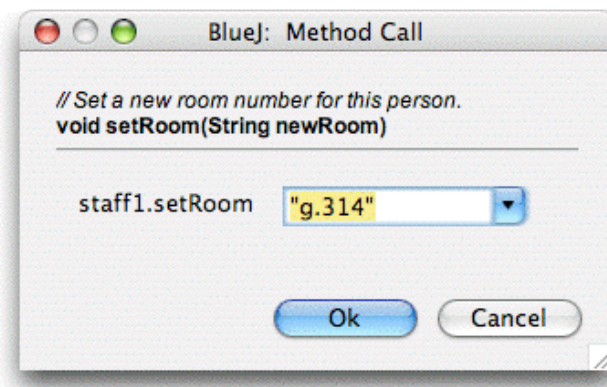 BlueJ: Method Call
// Set a new room number for this person.
void setRoom(String newRoom)
staff1.setRoom "g.314"
Ok Cancel